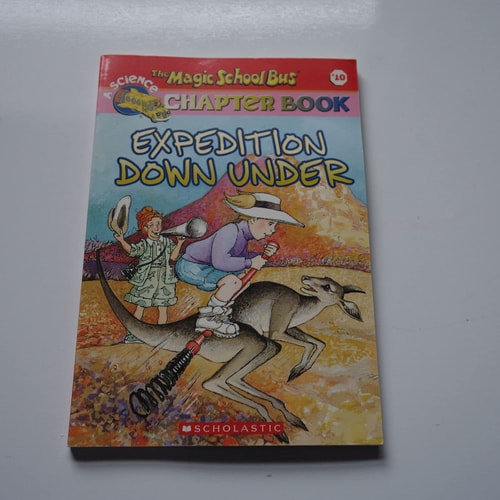 The Magic School Bus
#10
A SCIENCE
CHAPTER BOOK
EXPEDITION
DOWN UNDER
SCHOLASTIC